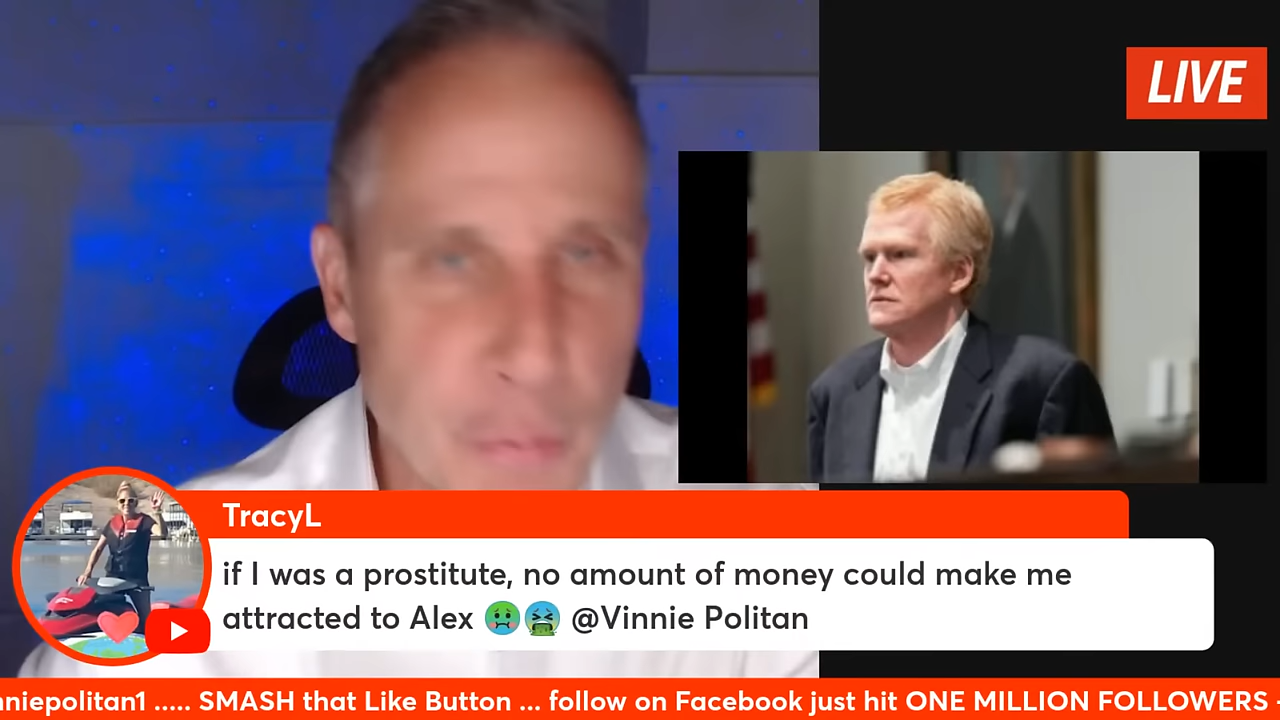 LIVE
TracyL
if I was a prostitute, no amount of money could make me
attracted to Alex 🤢🤮 @Vinnie Politan
nniepolitan1 ..... SMASH that Like Button ... follow on Facebook just hit ONE MILLION FOLLOWERS